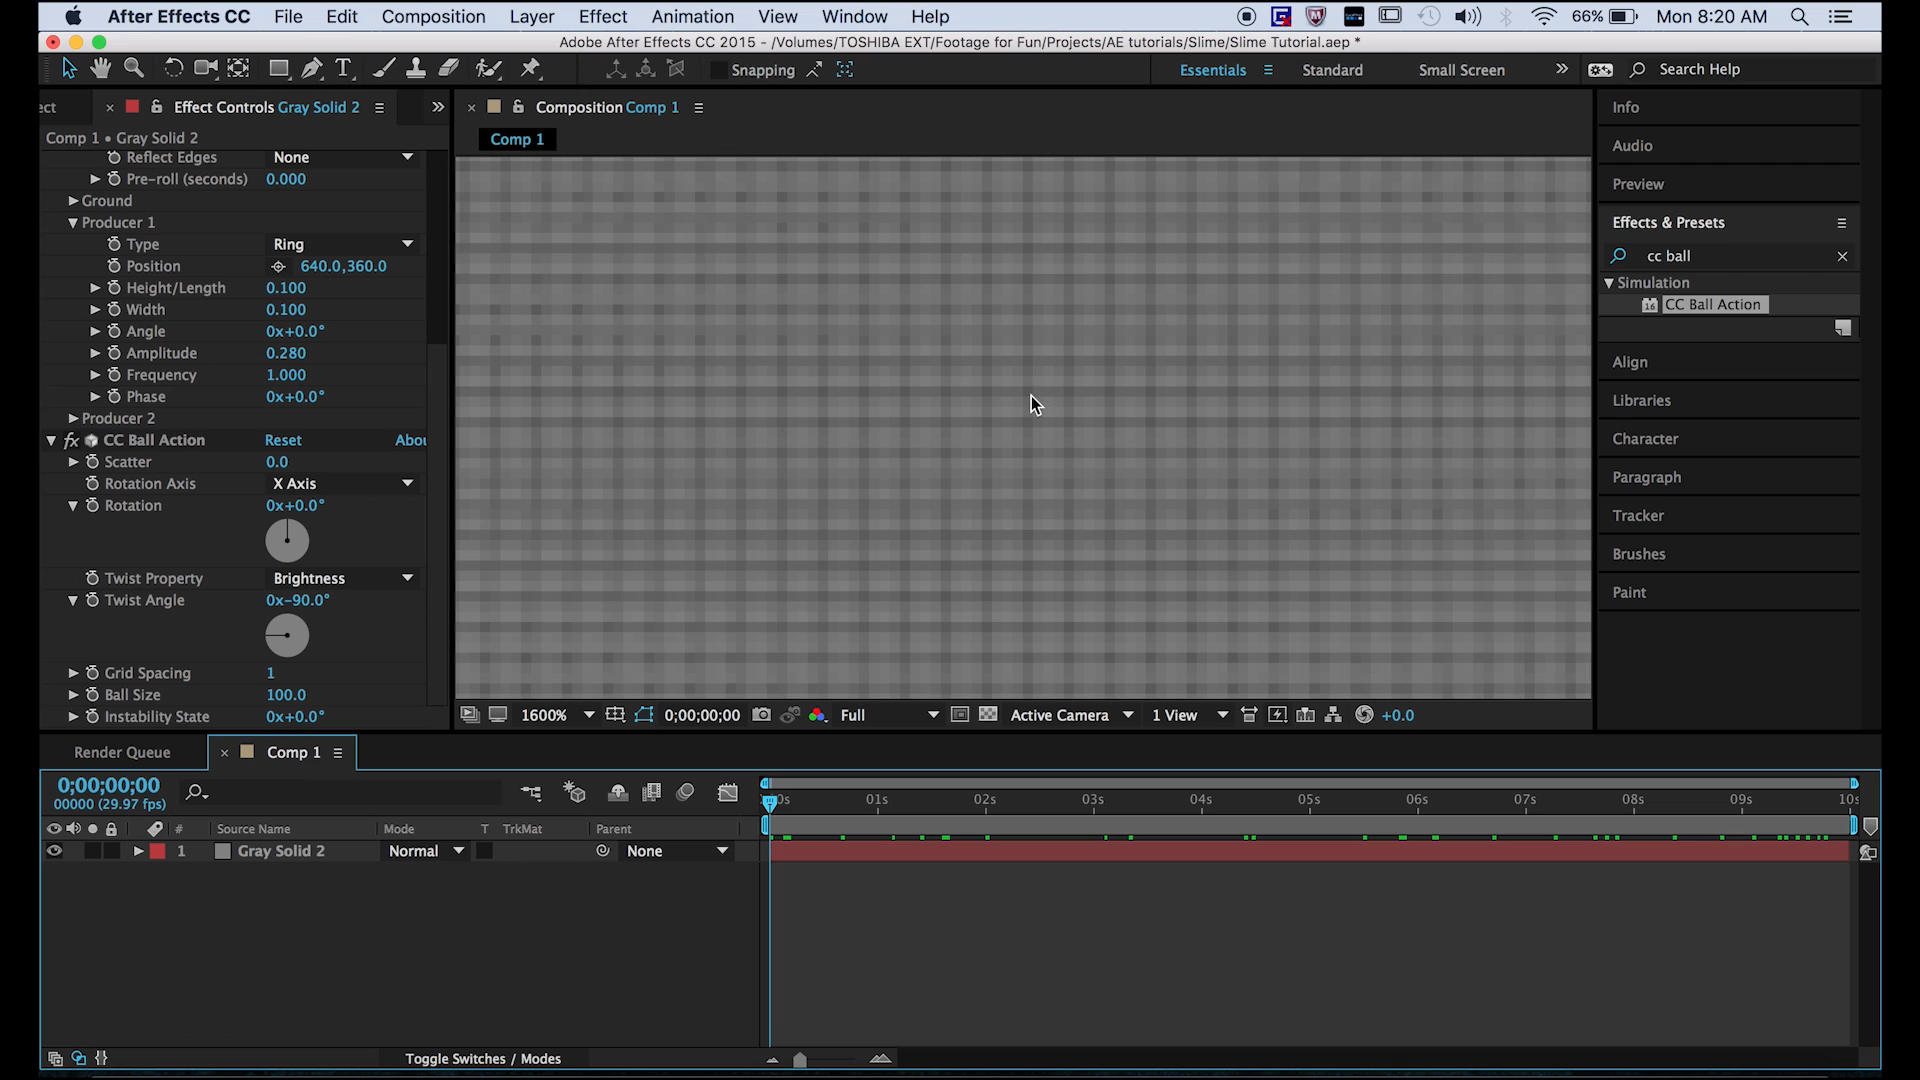 After Effects CC File Edit Composition Layer Effect Animation View Window Help 66% Mon 8:20 AM
Adobe After Effects CC 2015 - /Volumes/TOSHIBA EXT/Footage for Fun/Projects/AE tutorials/Slime/Slime Tutorial.aep *
T Snapping Essentials Standard Small Screen Search Help
ect Effect Controls Gray Solid 2
Comp 1 • Gray Solid 2
Reflect Edges None
Pre-roll (seconds) 0.000
Ground
Producer 1
Type Ring
Position 640.0,360.0
Height/Length 0.100
Width 0.100
Angle 0x+0.0°
Amplitude 0.280
Frequency 1.000
Phase 0x+0.0°
Producer 2
fx CC Ball Action Reset Abou
Scatter 0.0
Rotation Axis X Axis
Rotation 0x+0.0°
Twist Property Brightness
Twist Angle 0x-90.0°
Grid Spacing 1
Ball Size 100.0
Instability State 0x+0.0°
Composition Comp 1
Comp 1
1600% 0;00;00;00 Full Active Camera 1 View +0.0
Info
Audio
Preview
Effects & Presets
cc ball
Simulation
16 CC Ball Action
Align
Libraries
Character
Paragraph
Tracker
Brushes
Paint
Render Queue Comp 1
0;00;00;00
00000 (29.97 fps)
0s 01s 02s 03s 04s 05s 06s 07s 08s 09s 10s
# Source Name Mode T TrkMat Parent
1 Gray Solid 2 Normal None
Toggle Switches / Modes